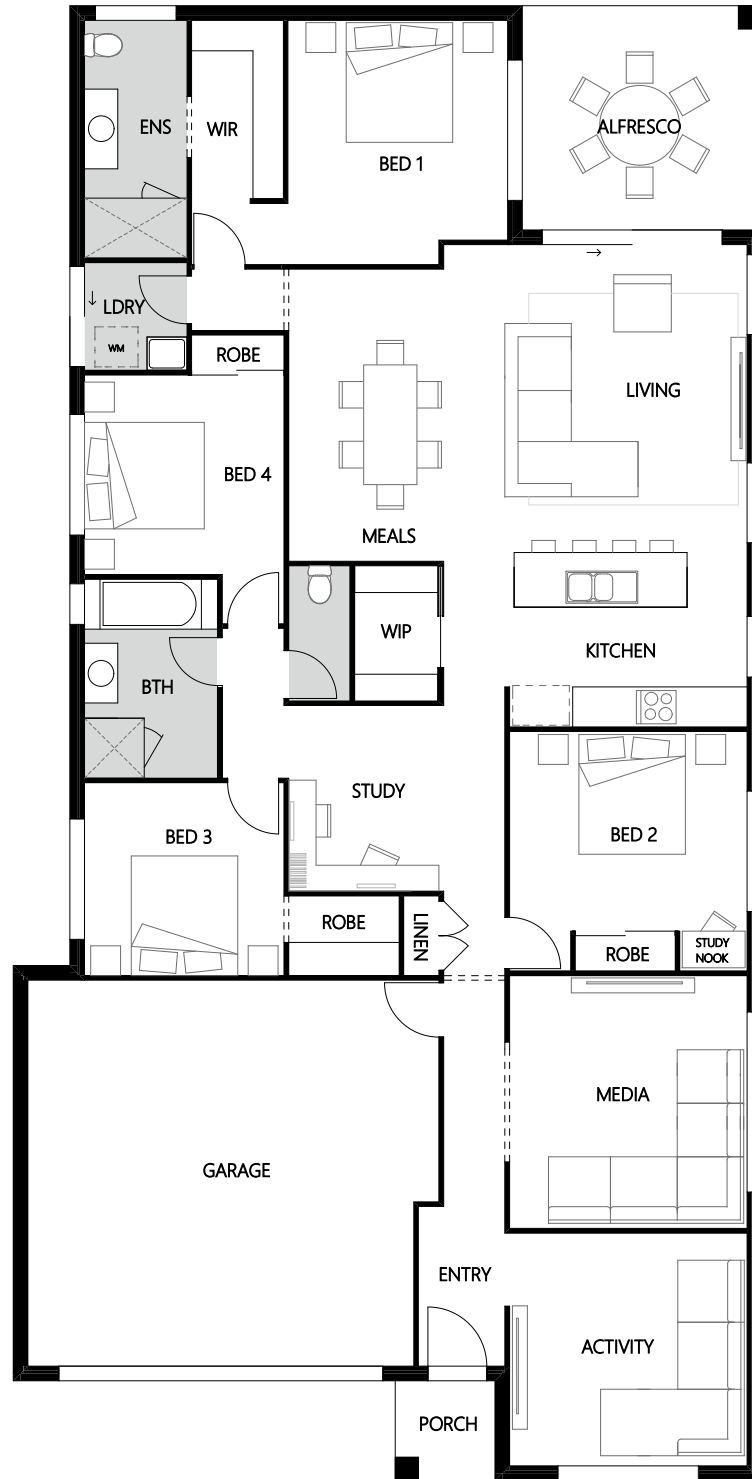 ENS
WIR
BED 1
ALFRESCO
LDRY
WM
ROBE
LIVING
BED 4
MEALS
WIP
KITCHEN
BTH
STUDY
BED 2
BED 3
ROBE
LINEN
ROBE
STUDY
NOOK
MEDIA
GARAGE
ENTRY
ACTIVITY
PORCH